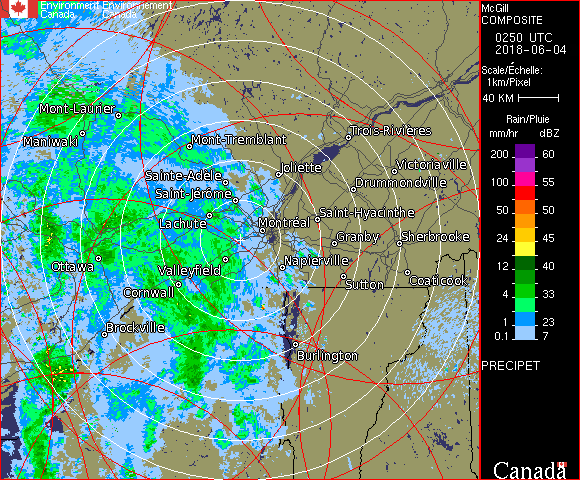 Environment Environnement
Canada Canada
McGill
COMPOSITE
0250 UTC
2018-06-04
Scale/Échelle:
1km/Pixel
40 KM
Rain/Pluie
mm/hr dBZ
200 60
100 55
50 50
24 45
12 40
4 33
1 23
0.1 7
PRECIPET
Canada
Mont-Laurier
Maniwaki
Mont-Tremblant
Trois-Rivières
Joliette
Victoriaville
Sainte-Adèle
Drummondville
Saint-Jérôme
Saint-Hyacinthe
Lachute
Montréal
Granby
Sherbrooke
Ottawa
Valleyfield
Napierville
Sutton
Coaticook
Cornwall
Brockville
Burlington